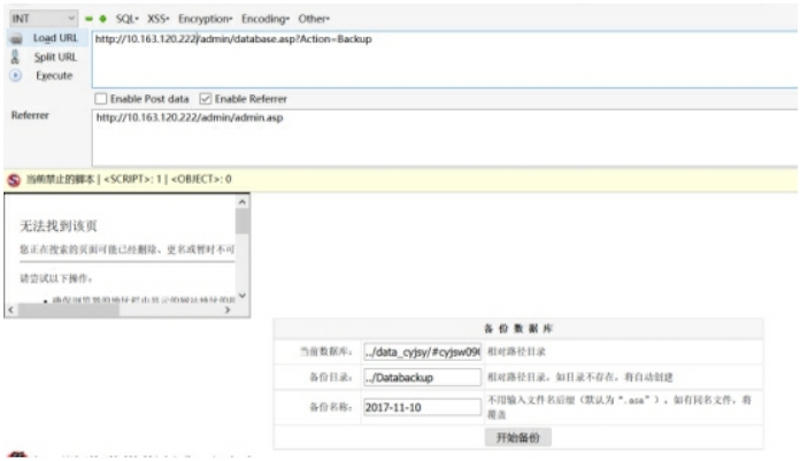 INT SQL· XSS· Encryption· Encoding· Other·
Load URL http://10.163.120.222/admin/database.asp?Action=Backup
Split URL
Execute
Enable Post data Enable Referrer
Referrer http://10.163.120.222/admin/admin.asp
当前禁止的脚本 | <SCRIPT>: 1 | <OBJECT>: 0
无法找到该页
您正在搜索的页面可能已经删除、更名或暂时不可
请尝试以下操作:
备 份 数 据 库
当前数据库: ../data_cyjsy/#cyjsw09 相对路径目录
备份目录: ../Databackup 相对路径目录，如目录不存在，将自动创建
备份名称: 2017-11-10 不用输入文件名后缀（默认为“.asa”），如有同名文件，将
覆盖
开始备份